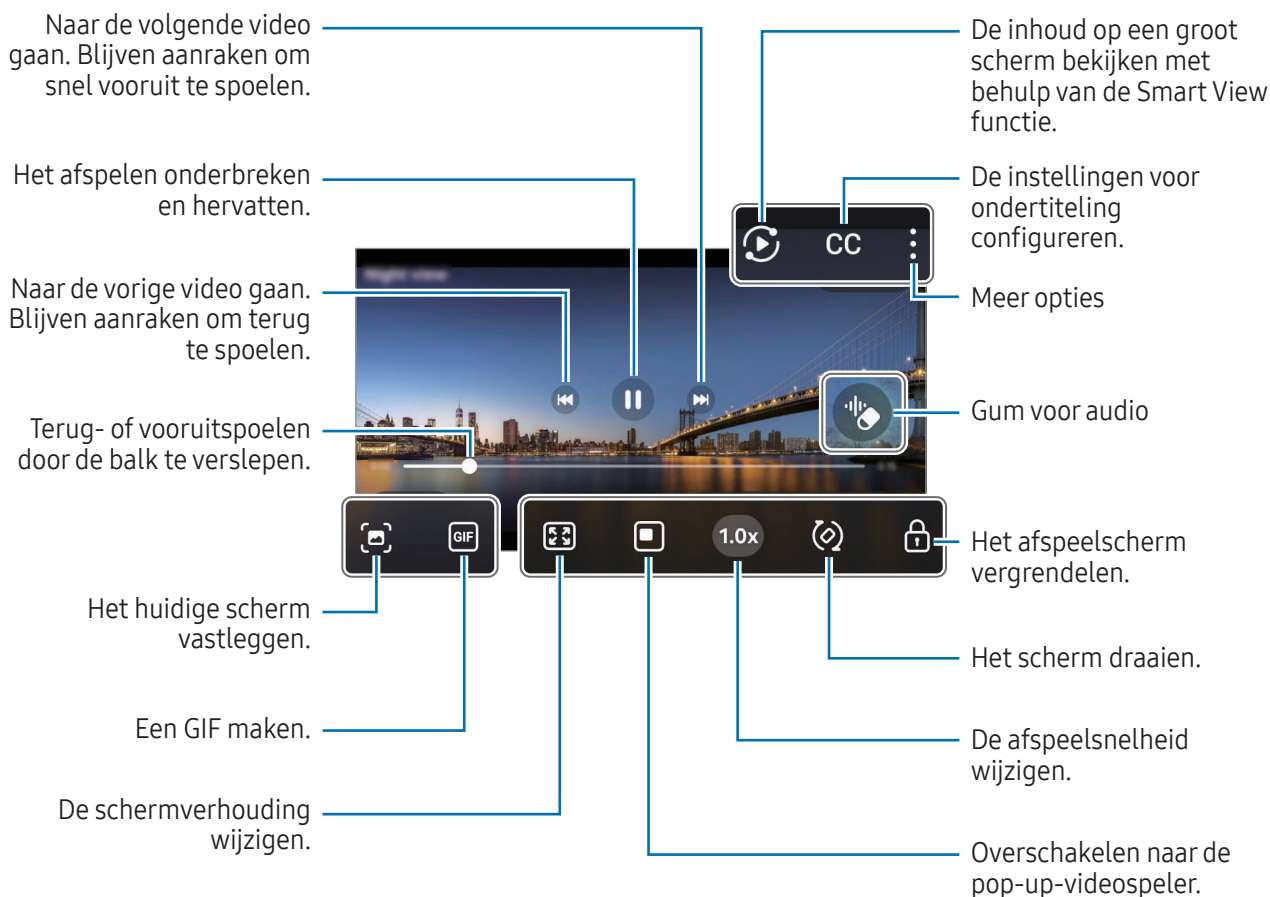 Naar de volgende video
gaan. Blijven aanraken om
snel vooruit te spoelen.
Het afspelen onderbreken
en hervatten.
Naar de vorige video gaan.
Blijven aanraken om terug
te spoelen.
Terug- of vooruitspoelen
door de balk te verslepen.
Het huidige scherm
vastleggen.
Een GIF maken.
De schermverhouding
wijzigen.
CC
Night view
GIF
1.0x
De inhoud op een groot
scherm bekijken met
behulp van de Smart View
functie.
De instellingen voor
ondertiteling
configureren.
Meer opties
Gum voor audio
Het afspeelscherm
vergrendelen.
Het scherm draaien.
De afspeelsnelheid
wijzigen.
Overschakelen naar de
pop-up-videospeler.